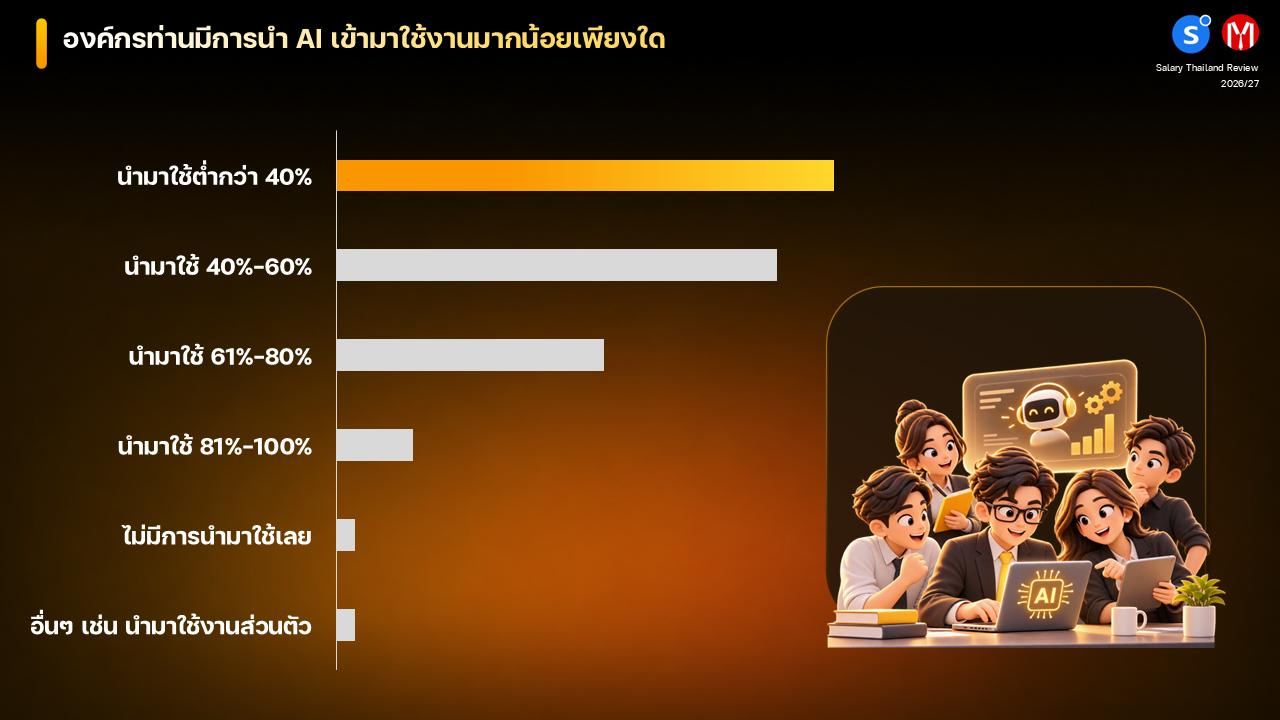 องค์กรท่านมีการนำ AI เข้ามาใช้งานมากน้อยเพียงใด
S
Salary Thailand Review
2026/27
นำมาใช้ต่ำกว่า 40%
นำมาใช้ 40%-60%
นำมาใช้ 61%-80%
นำมาใช้ 81%-100%
ไม่มีการนำมาใช้เลย
อื่นๆ เช่น นำมาใช้งานส่วนตัว
AI